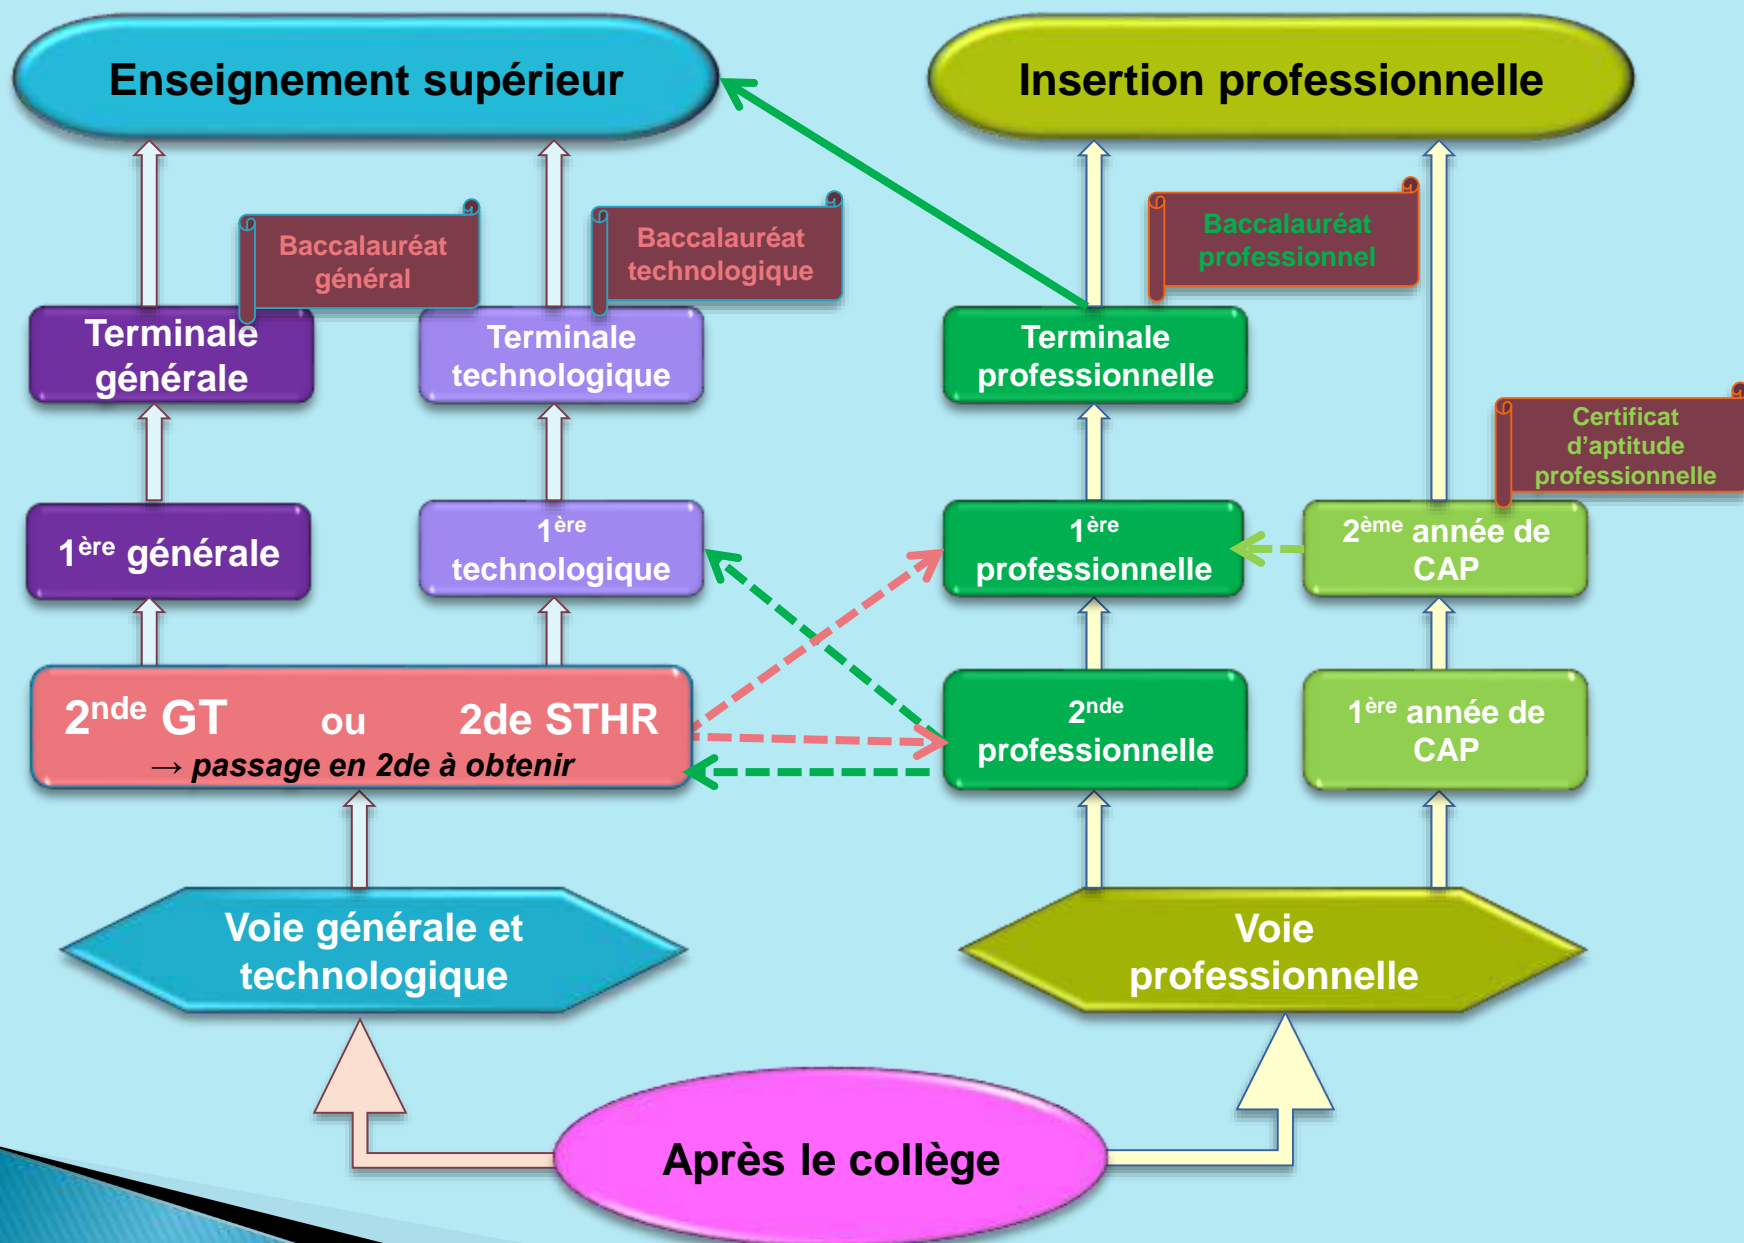 Enseignement supérieur
Insertion professionnelle
Baccalauréat
général
Baccalauréat
technologique
Baccalauréat
professionnel
Terminale
générale
Terminale
technologique
Terminale
professionnelle
Certificat
d’aptitude
professionnelle
1ère générale
1ère
technologique
1ère
professionnelle
2ème année de
CAP
2nde GT ou 2de STHR
→ passage en 2de à obtenir
2nde
professionnelle
1ère année de
CAP
Voie générale et
technologique
Voie
professionnelle
Après le collège